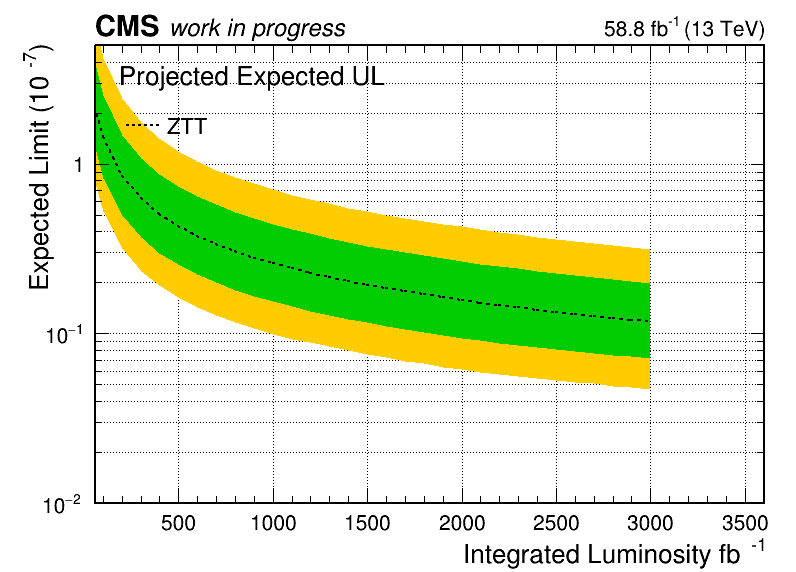 CMS work in progress 58.8 fb⁻¹ (13 TeV)
Projected Expected UL
ZTT
Expected Limit (10⁻⁷)
1
10⁻¹
10⁻²
500 1000 1500 2000 2500 3000 3500
Integrated Luminosity fb ⁻¹